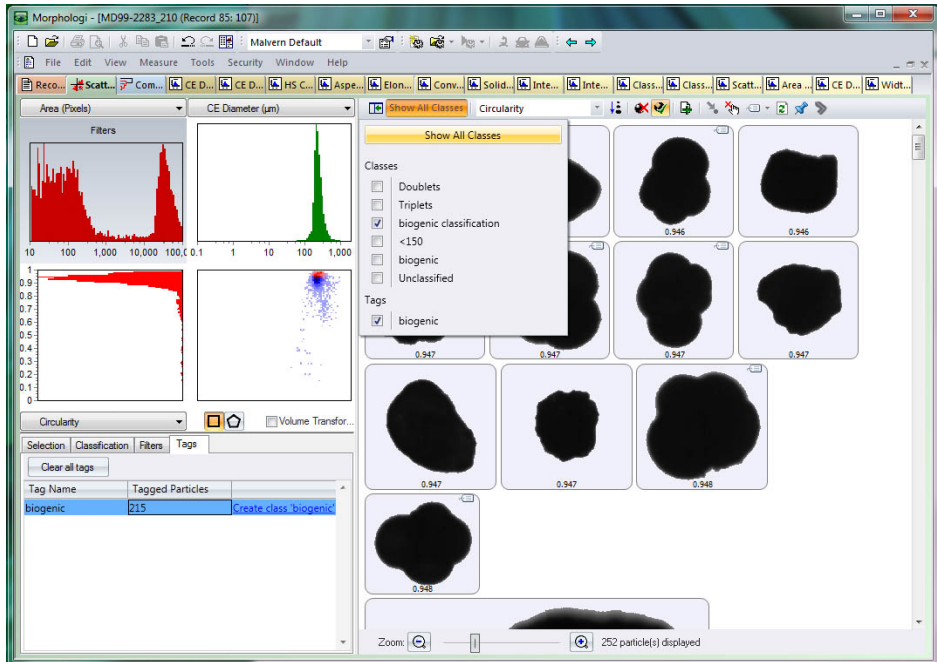 Morphologi - [MD99-2283_210 (Record 85: 107)]
Malvern Default
File Edit View Measure Tools Security Window Help
Reco... Scatt... Com... CE D... CE D... HS C... Aspe... Elon... Conv... Solid... Inte... Inte... Class... Class... Scatt... Area ... CE D... Widt...
Area (Pixels) CE Diameter (µm) Show All Classes Circularity
Filters
10 100 1,000 10,000 100,0
0.1 1 10 100 1,000
1
0.9
0.8
0.7
0.6
0.5
0.4
0.3
0.2
0.1
0
Circularity Volume Transfor...
Selection Classification Filters Tags
Clear all tags
Tag Name Tagged Particles
biogenic 215 Create class 'biogenic'
Show All Classes
Classes
Doublets
Triplets
biogenic classification
<150
biogenic
Unclassified
Tags
biogenic
0.946 0.946
0.947 0.947 0.947 0.947
0.947 0.947 0.948
0.948
Zoom: 252 particle(s) displayed